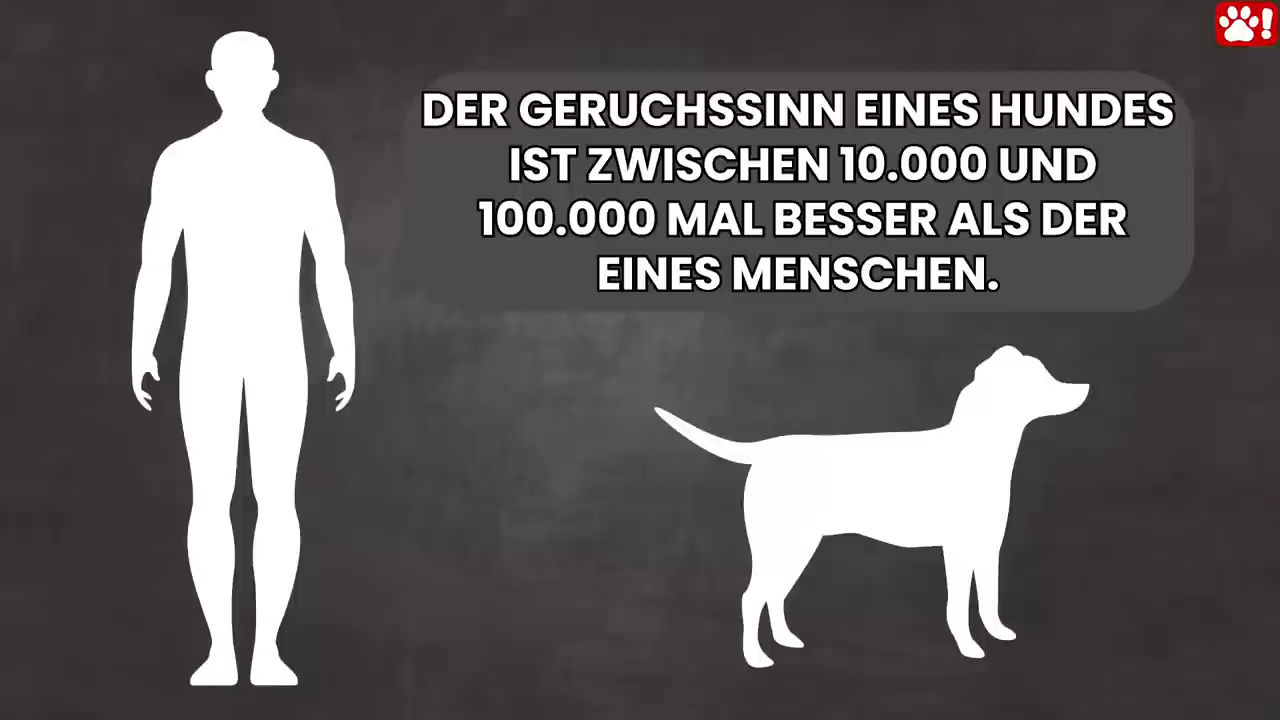 DER GERUCHSSINN EINES HUNDES
IST ZWISCHEN 10.000 UND
100.000 MAL BESSER ALS DER
EINES MENSCHEN.